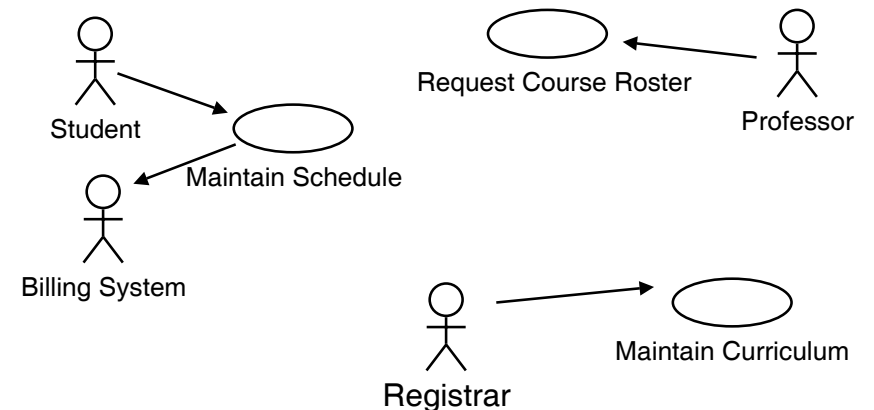 Request Course Roster
Student
Professor
Maintain Schedule
Billing System
Maintain Curriculum
Registrar